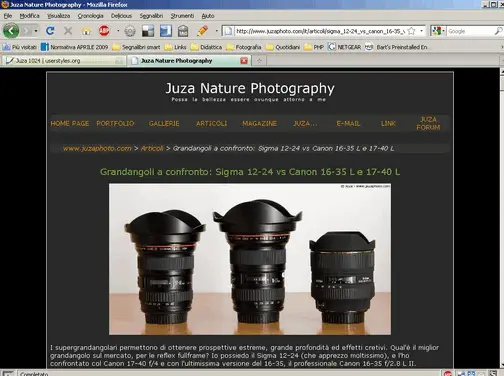 Juza Nature Photography - Mozilla Firefox
File Modifica Visualizza Cronologia Delicious Segnalibri Strumenti Aiuto
http://www.juzaphoto.com/it/articoli/sigma_12-24_vs_canon_16-35_v
Più visitati Normativa APRILE 2009 Segnalibri smart Links Didattica Fotografia Quotidiani PHP NETGEAR Bart's Preinstalled En
Juza 1024 | userstyles.org Juza Nature Photography
Juza Nature Photography
Possa la bellezza essere ovunque attorno a me
HOME PAGE PORTFOLIO GALLERIE ARTICOLI MAGAZINE JUZA... E-MAIL LINK JUZA FORUM
www.juzaphoto.com > Articoli > Grandangoli a confronto: Sigma 12-24 vs Canon 16-35 L e 17-40 L
Grandangoli a confronto: Sigma 12-24 vs Canon 16-35 L e 17-40 L
www.juzaphoto.com
I supergrandangolari permettono di ottenere prospettive estreme, grande profondità ed effetti cretivi. Qual'è il miglior
grandangolo sul mercato, per le reflex fullframe? Io possiedo il Sigma 12-24 (che apprezzo moltissimo), e l'ho
confrontato col Canon 17-40 f/4 e con l'ultimissima versione del 16-35, il professionale Canon 16-35 f/2.8 L II.
Completato